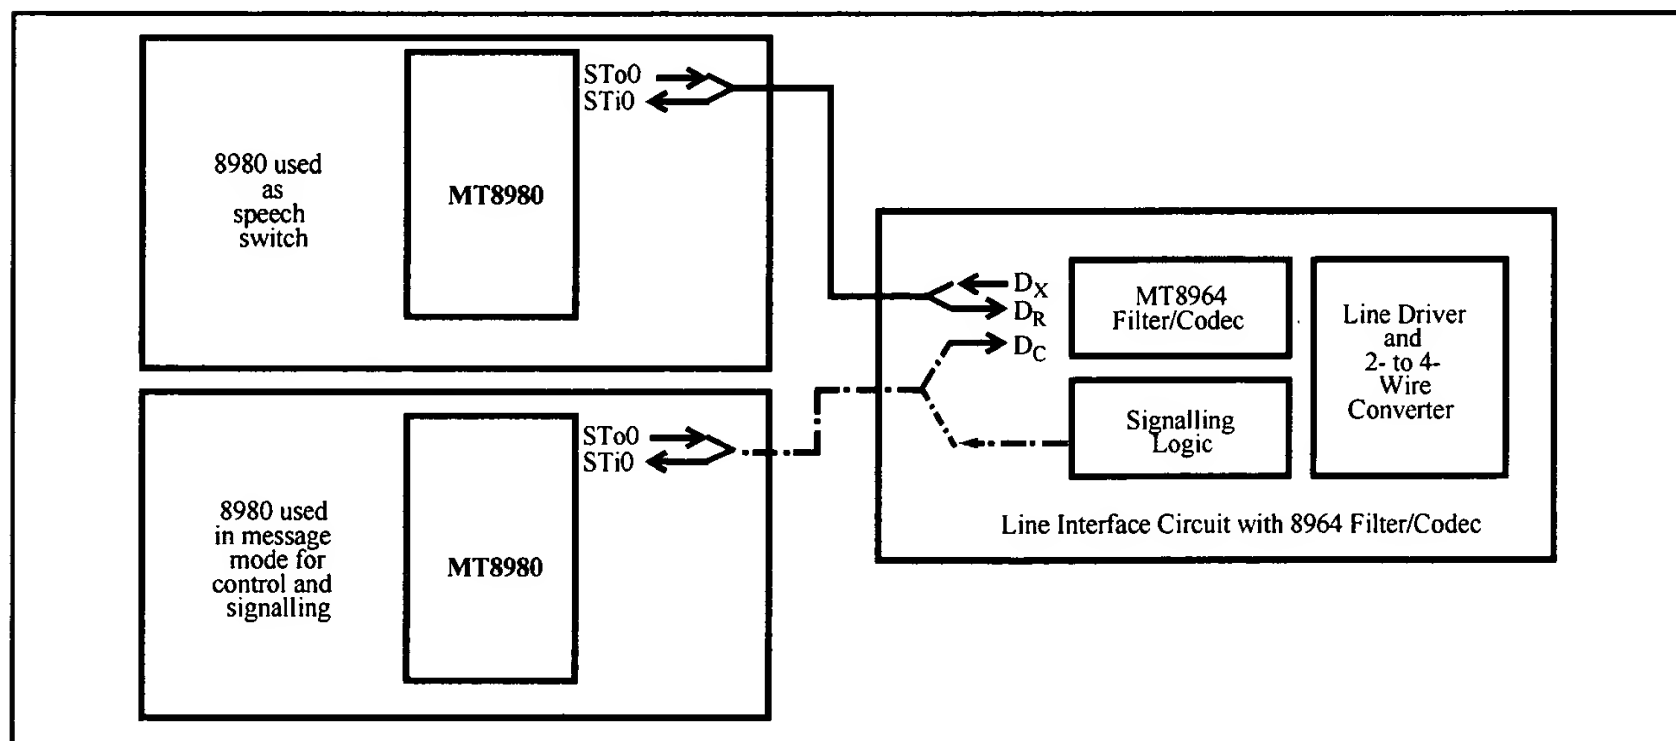 STo0
STi0
8980 used
as
speech
switch
MT8980
DX
DR
DC
MT8964
Filter/Codec
Signalling
Logic
Line Driver
and
2- to 4-
Wire
Converter
Line Interface Circuit with 8964 Filter/Codec
STo0
STi0
8980 used
in message
mode for
control and
signalling
MT8980